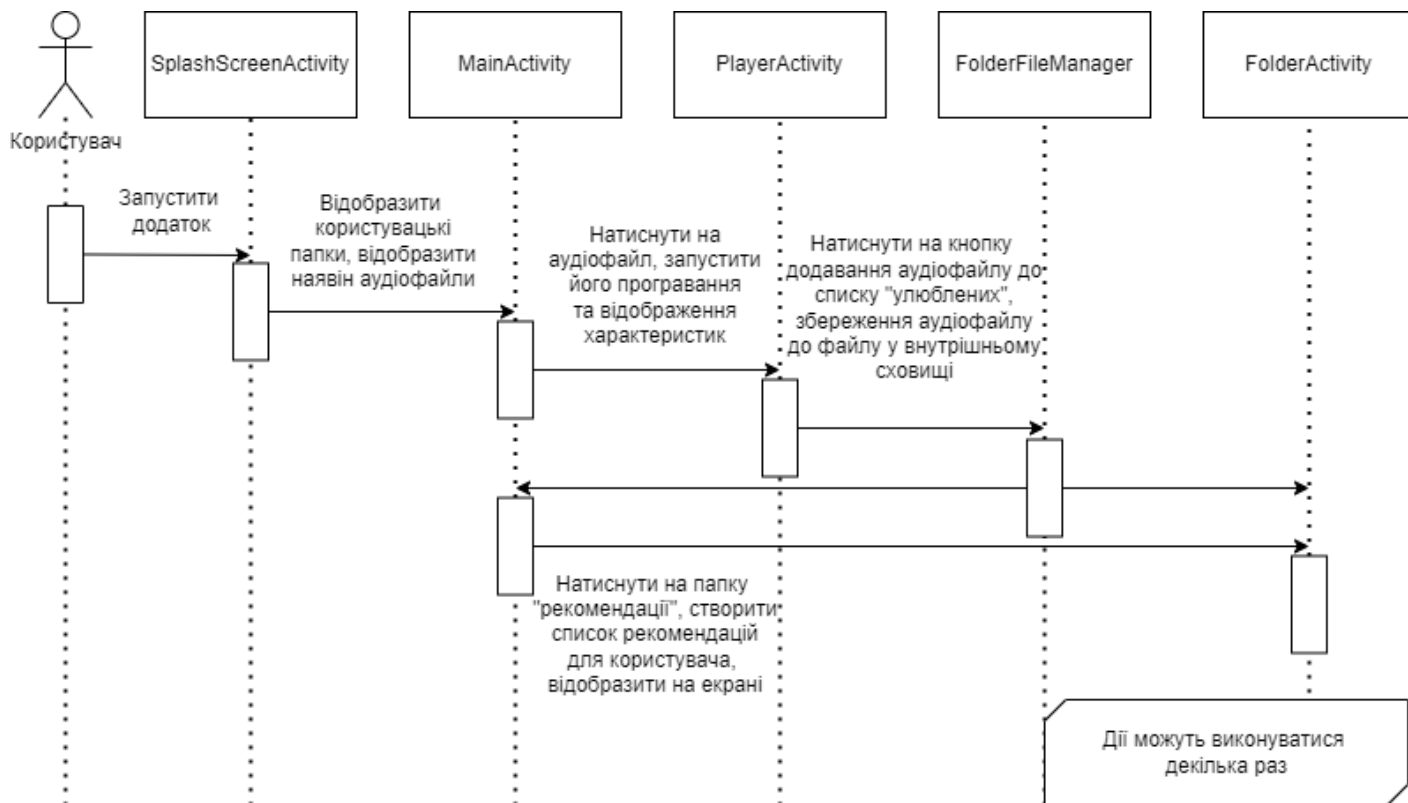 SplashScreenActivity
MainActivity
PlayerActivity
FolderFileManager
FolderActivity
Користувач
Запустити
додаток
Відобразити
користувацькі
папки, відобразити
наявін аудіофайли
Натиснути на
аудіофайл, запустити
його програвання
та відображення
характеристик
Натиснути на кнопку
додавання аудіофайлу до
списку "улюблених",
збереження аудіофайлу
до файлу у внутрішньому
сховищі
Натиснути на папку
"рекомендації", створити
список рекомендацій
для користувача,
відобразити на екрані
Дії можуть виконуватися
декілька раз